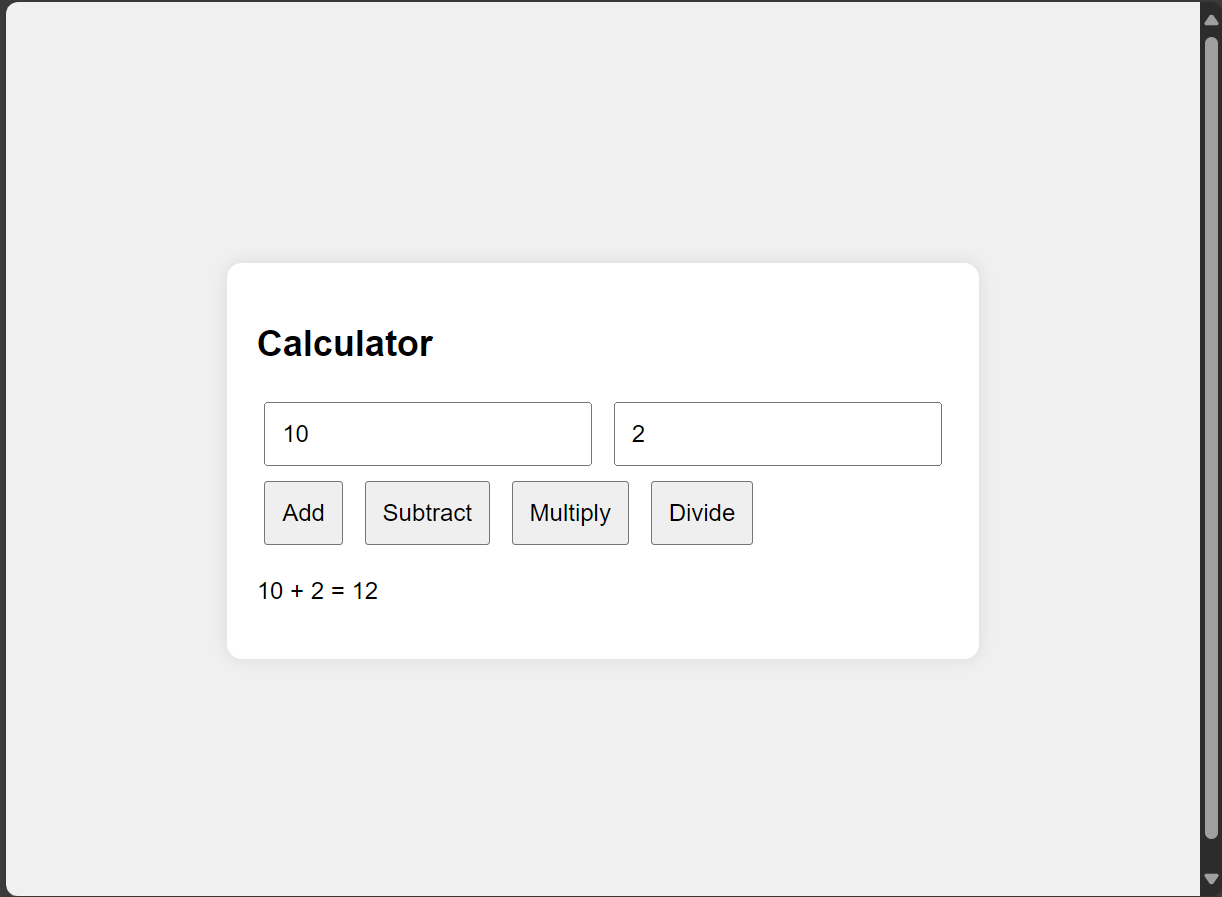 Calculator
10 2
Add Subtract Multiply Divide
10 + 2 = 12